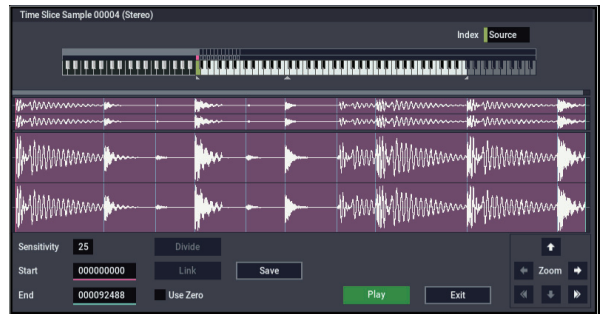 Time Slice Sample 00004 (Stereo)
Index Source
Sensitivity 25 Divide
Start 000000000 Link Save Zoom
End 000092488 Use Zero Play Exit